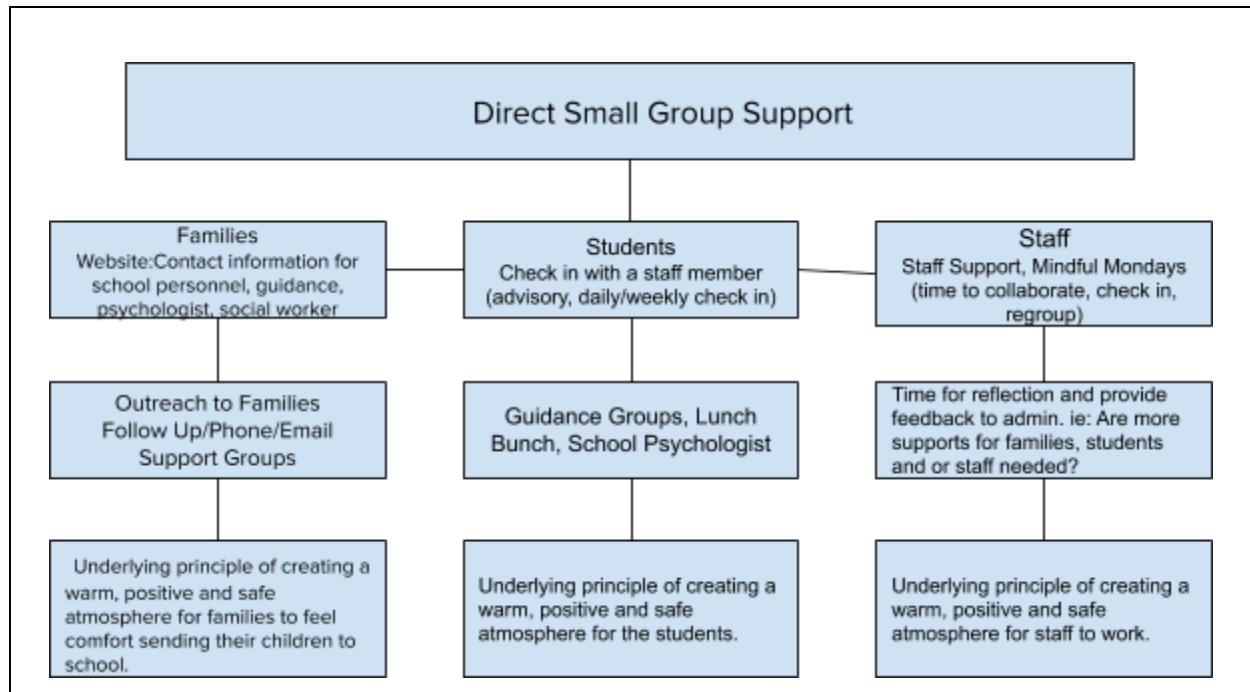 Direct Small Group Support
Families
Website:Contact information for
school personnel, guidance,
psychologist, social worker
Students
Check in with a staff member
(advisory, daily/weekly check in)
Staff
Staff Support, Mindful Mondays
(time to collaborate, check in,
regroup)
Outreach to Families
Follow Up/Phone/Email
Support Groups
Guidance Groups, Lunch
Bunch, School Psychologist
Time for reflection and provide
feedback to admin. ie: Are more
supports for families, students
and or staff needed?
Underlying principle of creating a
warm, positive and safe
atmosphere for families to feel
comfort sending their children to
school.
Underlying principle of creating a
warm, positive and safe
atmosphere for the students.
Underlying principle of creating a
warm, positive and safe
atmosphere for staff to work.